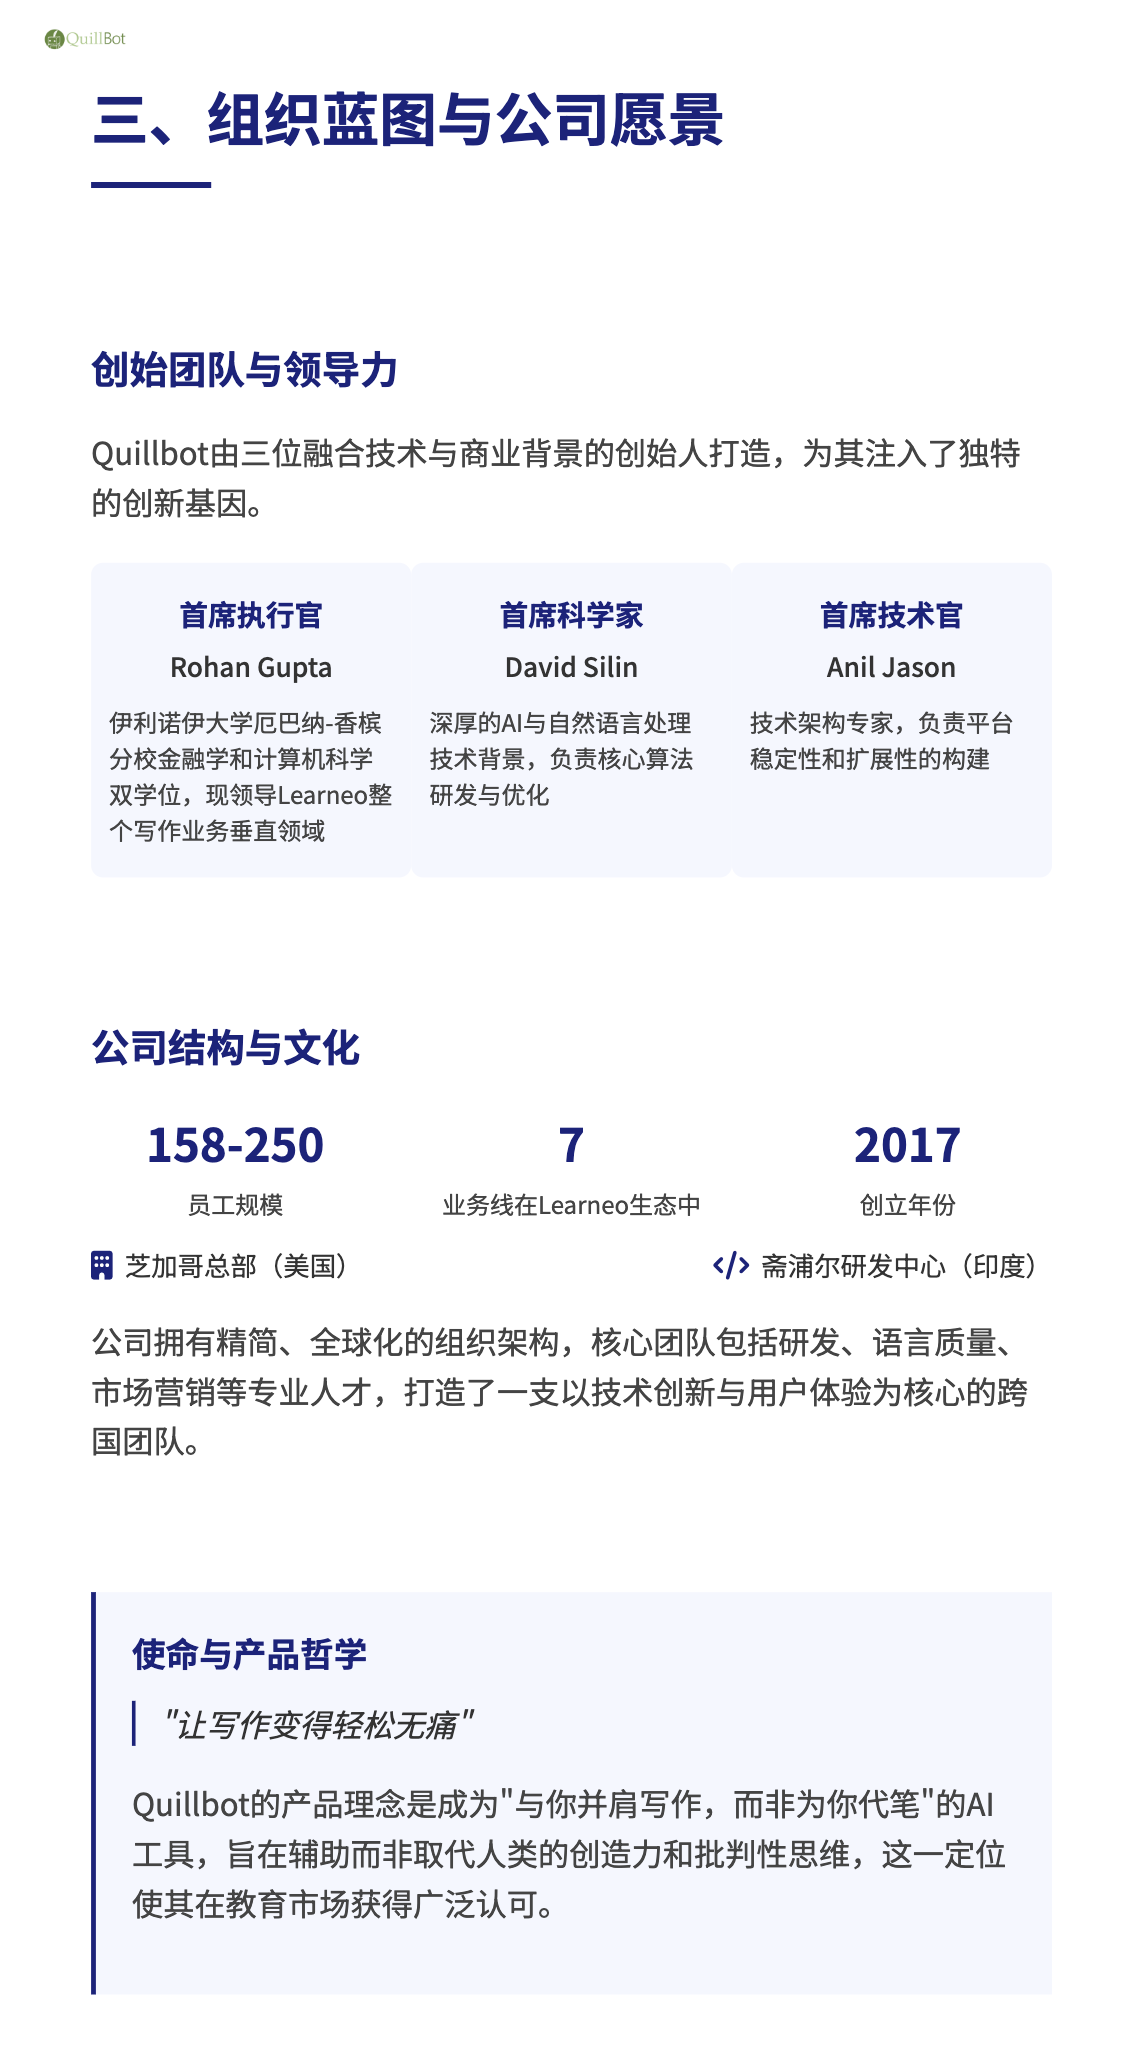 QuillBot
三、组织蓝图与公司愿景
创始团队与领导力
Quillbot由三位融合技术与商业背景的创始人打造，为其注入了独特
的创新基因。
首席执行官
Rohan Gupta
伊利诺伊大学厄巴纳-香槟
分校金融学和计算机科学
双学位，现领导Learneo整
个写作业务垂直领域
首席科学家
David Silin
深厚的AI与自然语言处理
技术背景，负责核心算法
研发与优化
首席技术官
Anil Jason
技术架构专家，负责平台
稳定性和扩展性的构建
公司结构与文化
158-250
员工规模
7
业务线在Learneo生态中
2017
创立年份
芝加哥总部（美国）
斋浦尔研发中心（印度）
公司拥有精简、全球化的组织架构，核心团队包括研发、语言质量、
市场营销等专业人才，打造了一支以技术创新与用户体验为核心的跨
国团队。
使命与产品哲学
"让写作变得轻松无痛"
Quillbot的产品理念是成为"与你并肩写作，而非为你代笔"的AI
工具，旨在辅助而非取代人类的创造力和批判性思维，这一定位
使其在教育市场获得广泛认可。